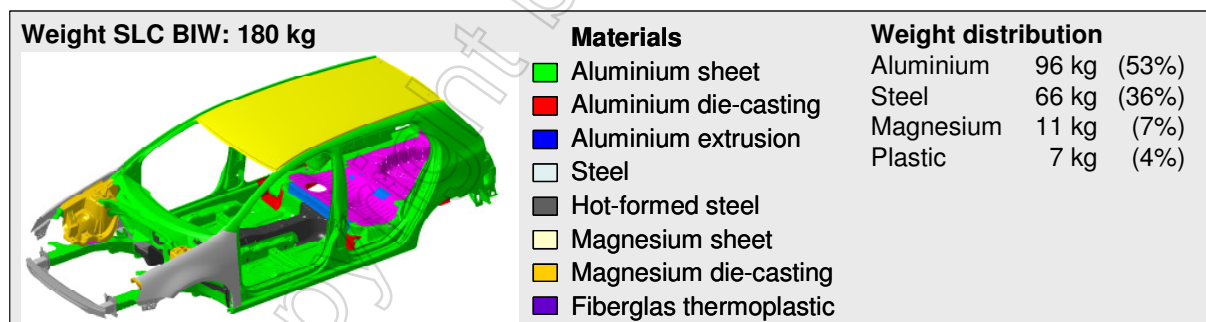 Weight SLC BIW: 180 kg
Materials
Aluminium sheet
Aluminium die-casting
Aluminium extrusion
Steel
Hot-formed steel
Magnesium sheet
Magnesium die-casting
Fiberglas thermoplastic
Weight distribution
Aluminium 96 kg (53%)
Steel 66 kg (36%)
Magnesium 11 kg (7%)
Plastic 7 kg (4%)